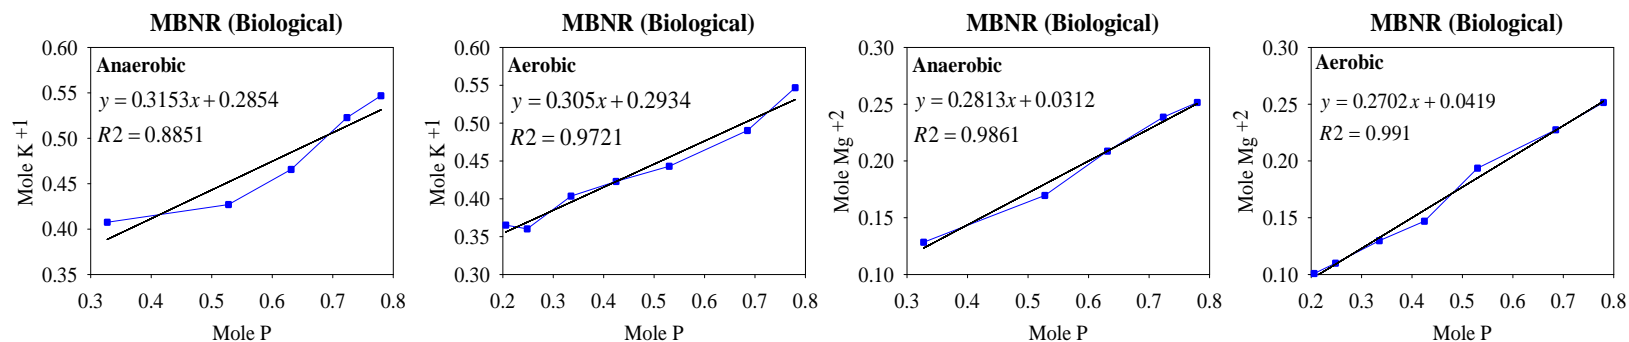 MBNR (Biological)
Mole K +1
0.60
0.55
0.50
0.45
0.40
0.35
Anaerobic
y = 0.3153x + 0.2854
R2 = 0.8851
0.3 0.4 0.5 0.6 0.7 0.8
Mole P
MBNR (Biological)
Mole K +1
0.60
0.55
0.50
0.45
0.40
0.35
0.30
Aerobic
y = 0.305x + 0.2934
R2 = 0.9721
0.2 0.3 0.4 0.5 0.6 0.7 0.8
Mole P
MBNR (Biological)
Mole Mg +2
0.30
0.25
0.20
0.15
0.10
Anaerobic
y = 0.2813x + 0.0312
R2 = 0.9861
0.3 0.4 0.5 0.6 0.7 0.8
Mole P
MBNR (Biological)
Mole Mg +2
0.30
0.25
0.20
0.15
0.10
Aerobic
y = 0.2702x + 0.0419
R2 = 0.991
0.2 0.3 0.4 0.5 0.6 0.7 0.8
Mole P